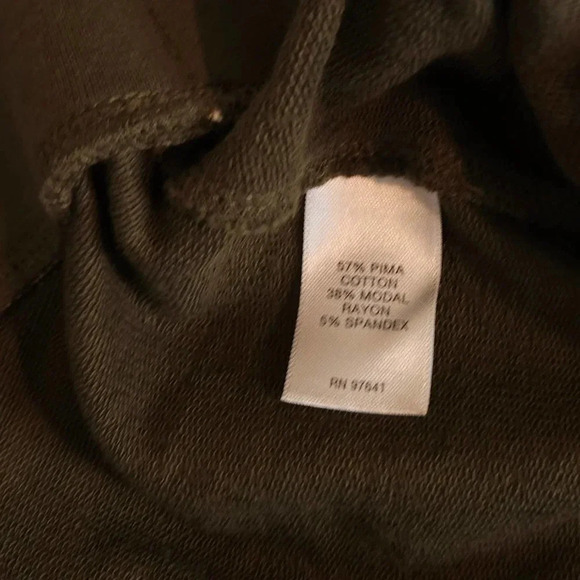 57% PIMA
COTTON
38% MODAL
RAYON
5% SPANDEX
RN 97641